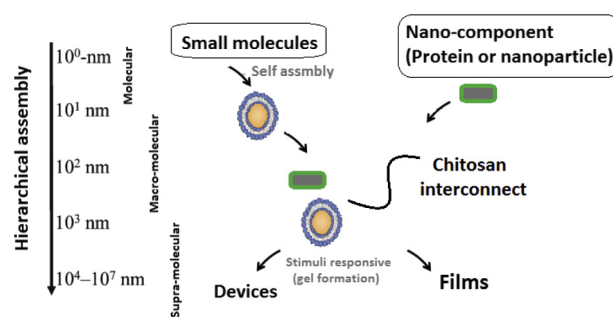 Hierarchical assembly
10⁰-nm
10¹ nm
10² nm
10³ nm
10⁴–10⁷ nm
Molecular
Macro-molecular
Supra-molecular
Small molecules
Self assmbly
Nano-component
(Protein or nanoparticle)
Chitosan
interconnect
Stimuli responsive
(gel formation)
Devices
Films